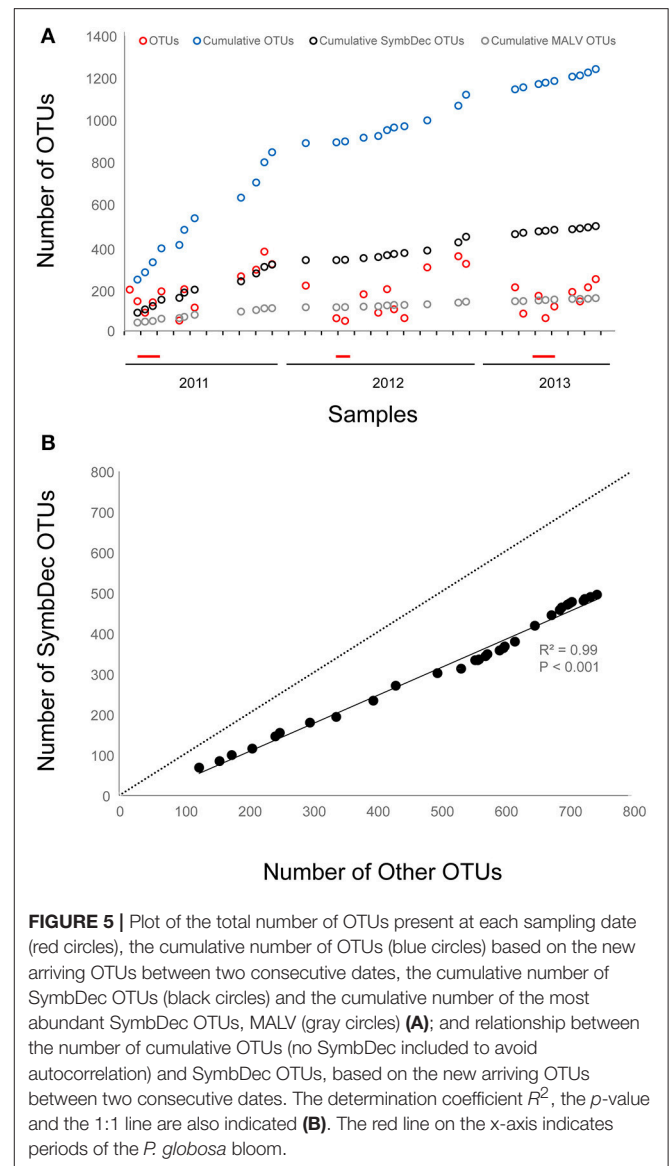 A
OTUs Cumulative OTUs Cumulative SymbDec OTUs Cumulative MALV OTUs
Number of OTUs
1400
1200
1000
800
600
400
200
0
2011 2012 2013
Samples
B
Number of SymbDec OTUs
800
700
600
500
400
300
200
100
0
R² = 0.99
P < 0.001
0 100 200 300 400 500 600 700 800
Number of Other OTUs
FIGURE 5 | Plot of the total number of OTUs present at each sampling date
(red circles), the cumulative number of OTUs (blue circles) based on the new
arriving OTUs between two consecutive dates, the cumulative number of
SymbDec OTUs (black circles) and the cumulative number of the most
abundant SymbDec OTUs, MALV (gray circles) (A); and relationship between
the number of cumulative OTUs (no SymbDec included to avoid
autocorrelation) and SymbDec OTUs, based on the new arriving OTUs
between two consecutive dates. The determination coefficient R², the p-value
and the 1:1 line are also indicated (B). The red line on the x-axis indicates
periods of the P. globosa bloom.